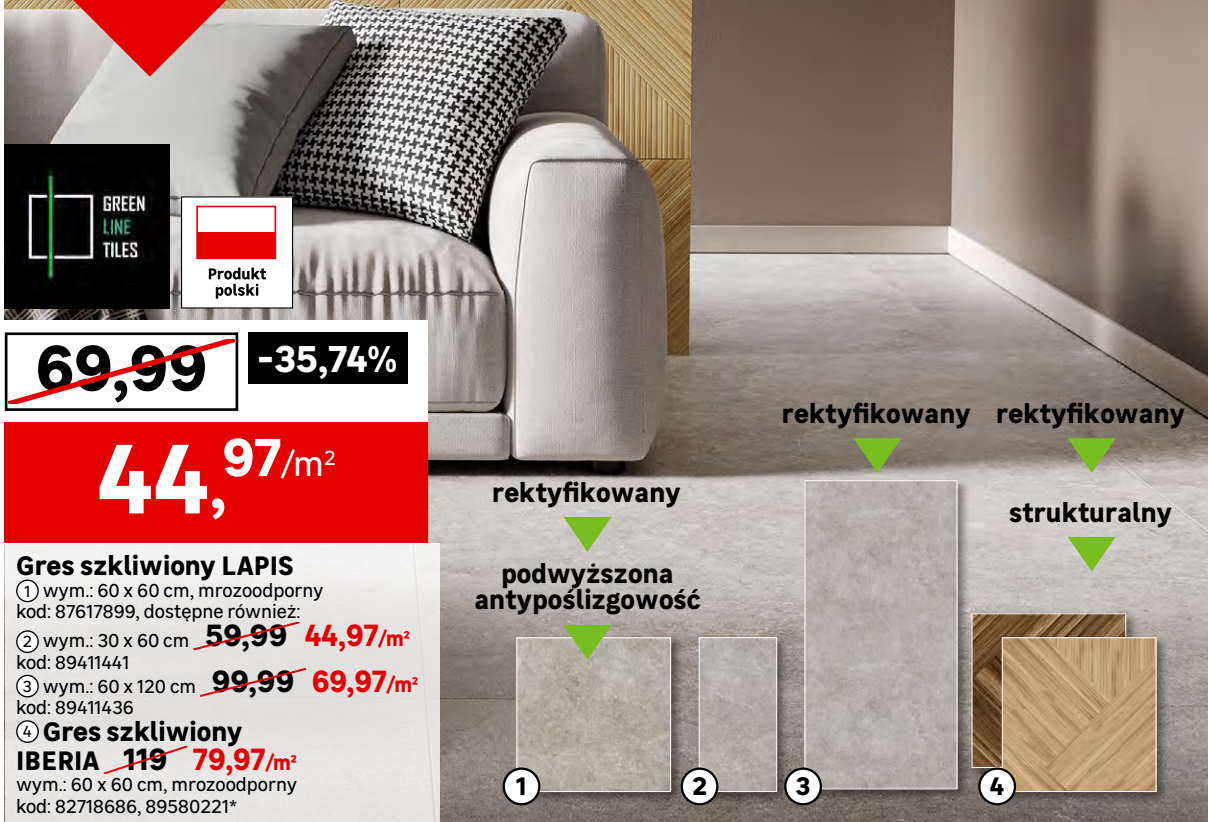 GREEN
LINE
TILES
Produkt
polski
69,99
-35,74%
44,97/m²
Gres szkliwiony LAPIS
1 wym.: 60 x 60 cm, mrozoodporny
kod: 87617899, dostępne również:
2 wym.: 30 x 60 cm 59,99 44,97/m²
kod: 89411441
3 wym.: 60 x 120 cm 99,99 69,97/m²
kod: 89411436
4 Gres szkliwiony
IBERIA 119 79,97/m²
wym.: 60 x 60 cm, mrozoodporny
kod: 82718686, 89580221*
rektyfikowany
podwyższona
antypoślizgowość
1
2
rektyfikowany
3
rektyfikowany
strukturalny
4